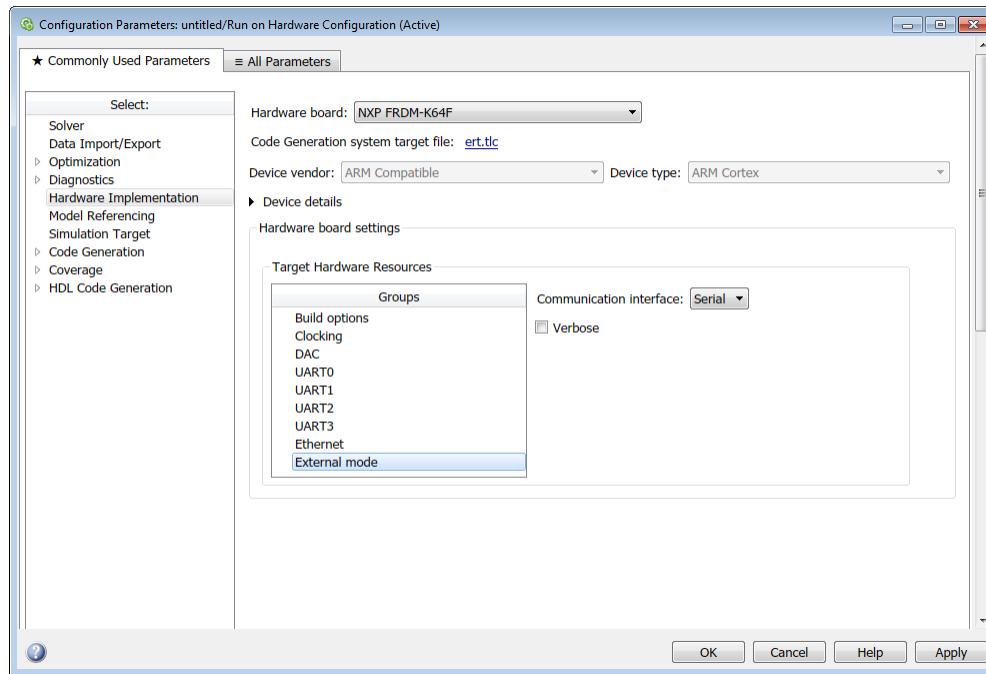 Configuration Parameters: untitled/Run on Hardware Configuration (Active)
★ Commonly Used Parameters
≡ All Parameters
Select:
Solver
Data Import/Export
Optimization
Diagnostics
Hardware Implementation
Model Referencing
Simulation Target
Code Generation
Coverage
HDL Code Generation
Hardware board: NXP FRDM-K64F
Code Generation system target file: ert.tlc
Device vendor: ARM Compatible Device type: ARM Cortex
Device details
Hardware board settings
Target Hardware Resources
Groups
Build options
Clocking
DAC
UART0
UART1
UART2
UART3
Ethernet
External mode
Communication interface: Serial
Verbose
OK Cancel Help Apply